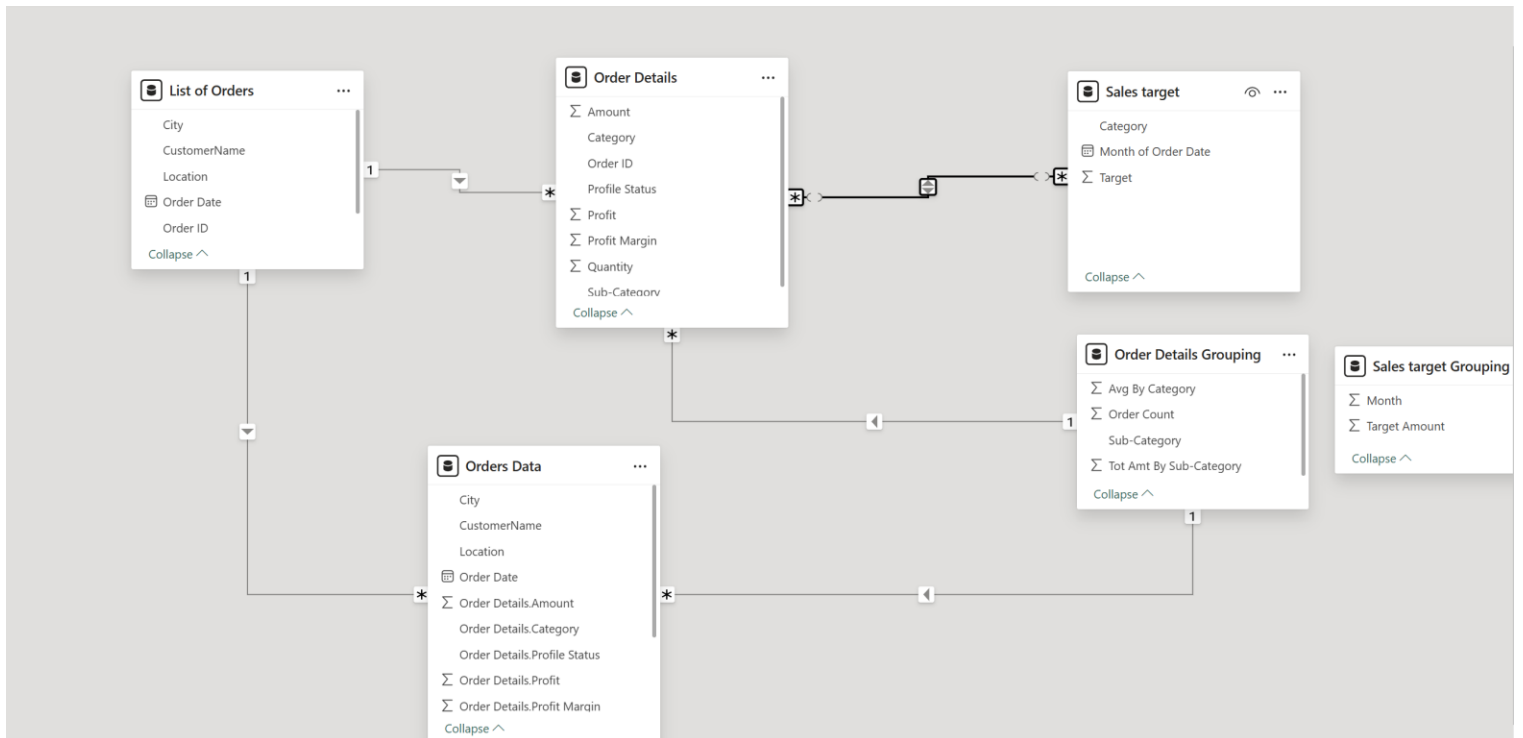 List of Orders
City
CustomerName
Location
Order Date
Order ID
Collapse
Order Details
Σ Amount
Category
Order ID
Profile Status
Σ Profit
Σ Profit Margin
Σ Quantity
Sub-Category
Collapse
Sales target
Category
Month of Order Date
Σ Target
Collapse
1
*
*
*
1
*
Order Details Grouping
Σ Avg By Category
Σ Order Count
Sub-Category
Σ Tot Amt By Sub-Category
Collapse
Sales target Grouping
Σ Month
Σ Target Amount
Collapse
1
1
Orders Data
City
CustomerName
Location
Order Date
Σ Order Details.Amount
Order Details.Category
Order Details.Profile Status
Σ Order Details.Profit
Σ Order Details.Profit Margin
Collapse
*
*